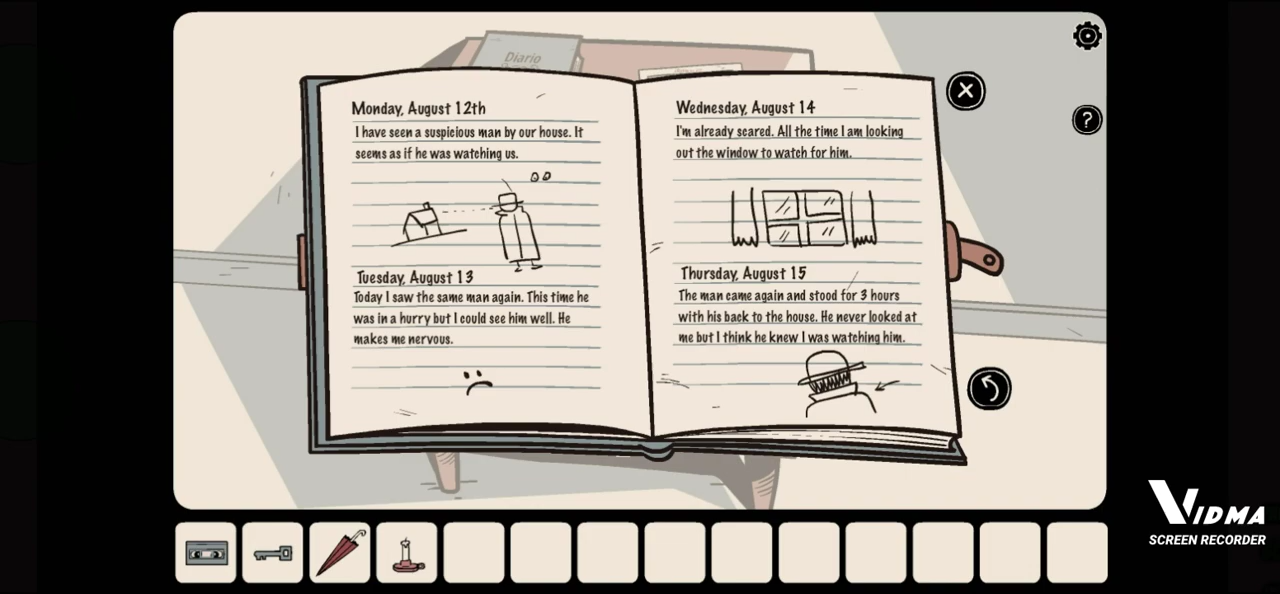 Diario
Monday, August 12th
I have seen a suspicious man by our house. It
seems as if he was watching us.
Tuesday, August 13
Today I saw the same man again. This time he
was in a hurry but I could see him well. He
makes me nervous.
Wednesday, August 14
I'm already scared. All the time I am looking
out the window to watch for him.
Thursday, August 15
The man came again and stood for 3 hours
with his back to the house. He never looked at
me but I think he knew I was watching him.
?
VIDMA
SCREEN RECORDER